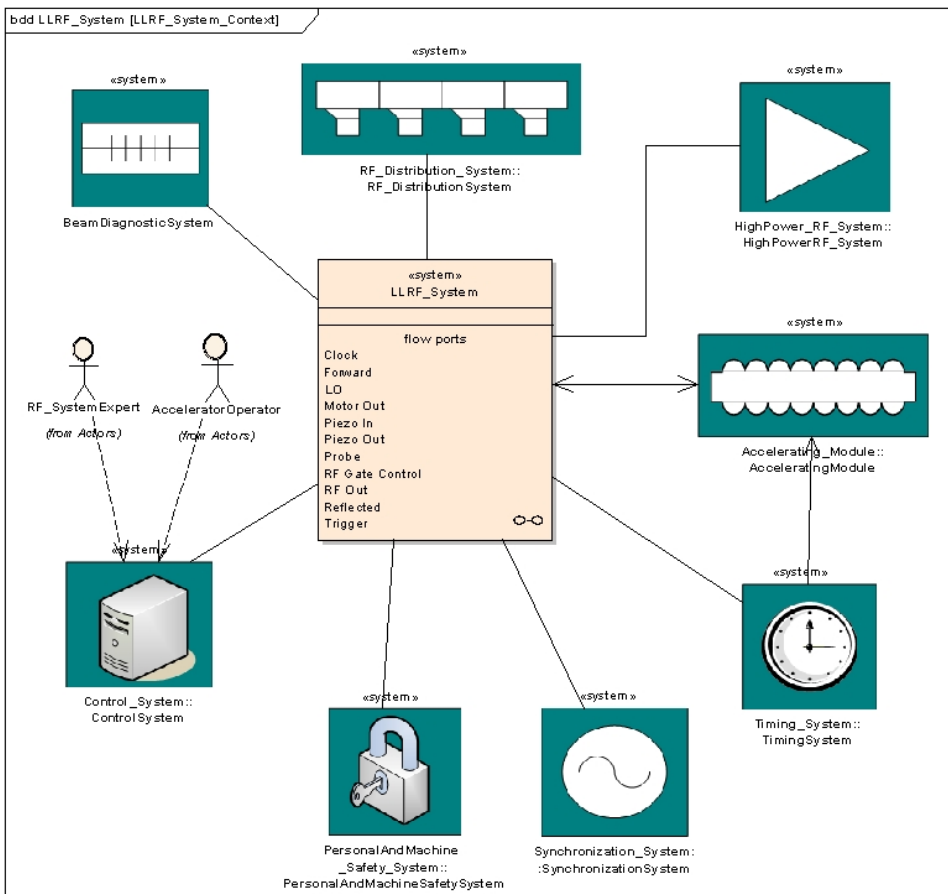 bdd LLRF_System [LLRF_System_Context]
«system»
BeamDiagnosticSystem
«system»
RF_Distribution_System::
RF_DistributionSystem
«system»
HighPower_RF_System::
HighPowerRF_System
«system»
LLRF_System
flow ports
Clock
Forward
LO
Motor Out
Piezo In
Piezo Out
Probe
RF Gate Control
RF Out
Reflected
Trigger
«system»
Accelerating_Module::
AcceleratingModule
RF_SystemExpert
(from Actors)
AcceleratorOperator
(from Actors)
«system»
Control_System::
ControlSystem
«system»
PersonalAndMachine
_Safety_System::
PersonalAndMachineSafetySystem
«system»
Synchronization_System:
:SynchronizationSystem
«system»
Timing_System::
TimingSystem